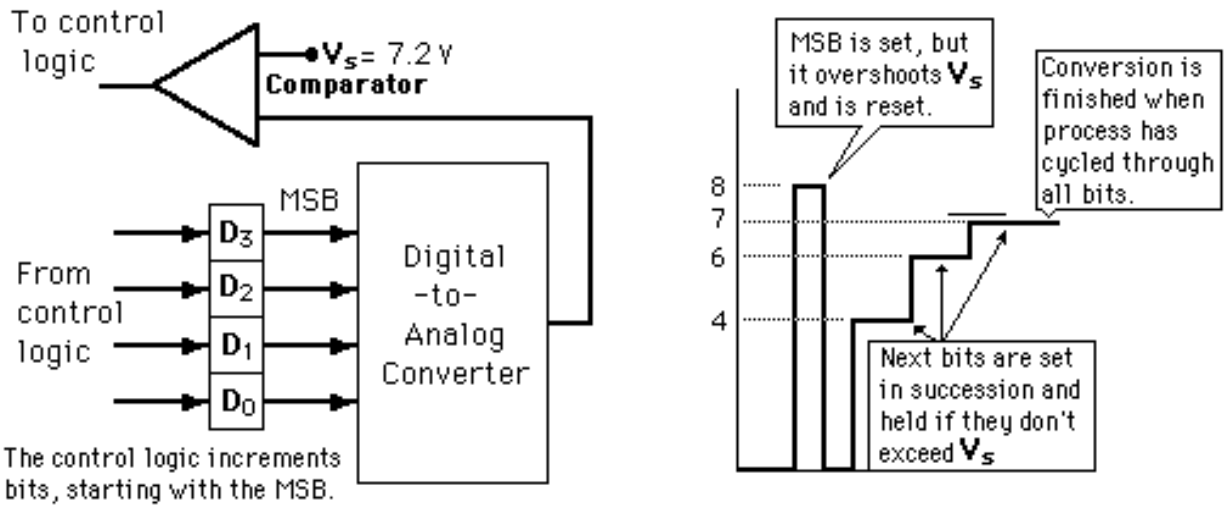 To control
logic
Vs = 7.2 V
Comparator
MSB
D3
D2
D1
D0
From
control
logic
Digital
-to-
Analog
Converter
The control logic increments
bits, starting with the MSB.
MSB is set, but
it overshoots Vs
and is reset.
Conversion is
finished when
process has
cycled through
all bits.
8
7
6
4
Next bits are set
in succession and
held if they don't
exceed Vs